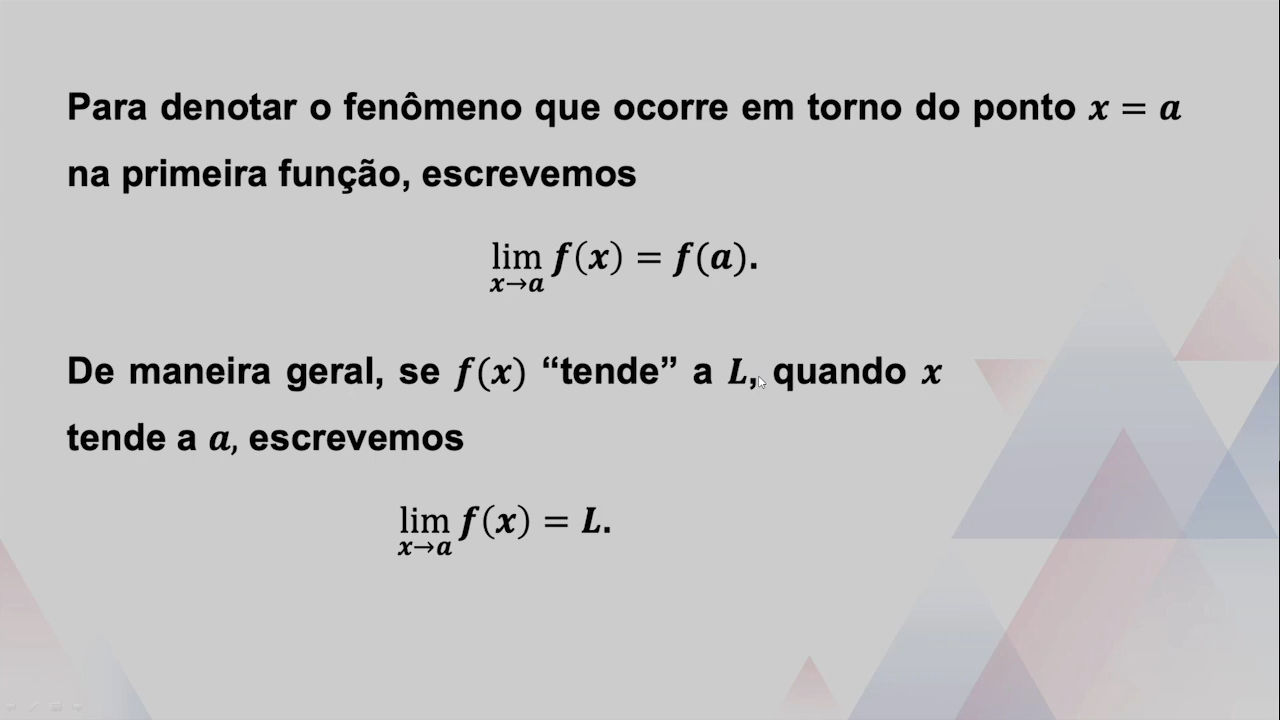 Para denotar o fenômeno que ocorre em torno do ponto x = a
na primeira função, escrevemos
lim f(x) = f(a).
x→a
De maneira geral, se f(x) “tende” a L, quando x
tende a a, escrevemos
lim f(x) = L.
x→a